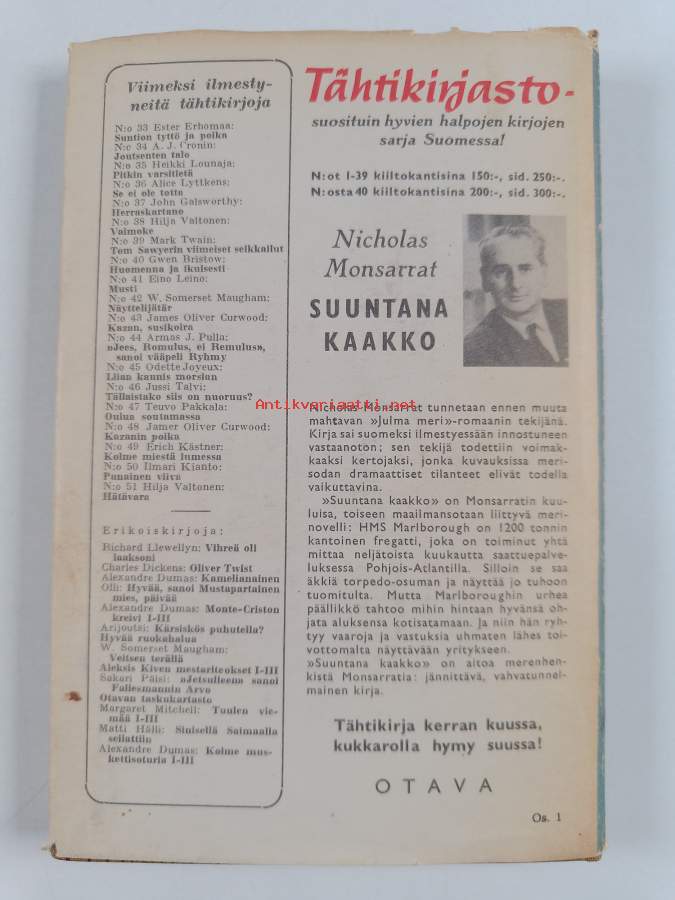 Viimeksi ilmesty-
neitä tähtikirjoja
N:o 33 Ester Erhomaa:
Suntion tyttö ja poika
N:o 34 A. J. Cronin:
Joutsenten talo
N:o 35 Heikki Lounaja:
Pitkin varsitietä
N:o 36 Alice Lyttkens:
Se ei ole totta
N:o 37 John Galsworthy:
Herraskartano
N:o 38 Hilja Valtonen:
Vaimoke
N:o 39 Mark Twain:
Tom Sawyerin viimeiset seikkailut
N:o 40 Gwen Bristow:
Huomenna ja ikuisesti
N:o 41 Eino Leino:
Musti
N:o 42 W. Somerset Maugham:
Näyttelijätär
N:o 43 James Oliver Curwood:
Kazan, susikoira
N:o 44 Armas J. Pulla:
»Jees, Romulus, ei Remulus»,
sanoi vääpeli Ryhmy
N:o 45 Odette Joyeux:
Liian kaunis morsian
N:o 46 Jussi Talvi:
Tällaistako siis on nuoruus?
N:o 47 Teuvo Pakkala:
Oulua soutamassa
N:o 48 Jamer Oliver Curwood:
Kazanin poika
N:o 49 Erich Kästner:
Kolme miestä lumessa
N:o 50 Ilmari Kianto:
Punainen viiva
N:o 51 Hilja Valtonen:
Hätävara
Erikoiskirjoja:
Richard Llewellyn: Vihreä oli
laaksoni
Charles Dickens: Oliver Twist
Alexandre Dumas: Kamelianainen
Olli: Hyvää, sanoi Mustapartainen
mies, päivää
Alexandre Dumas: Monte-Criston
kreivi I-III
Arijoutsi: Kärsiskös puhutella?
Hyvää ruokahalua
W. Somerset Maugham:
Veitsen terällä
Aleksis Kiven mestariteokset I-III
Sakari Päisi: »Jetsulleen» sanoi
Fallesmannin Arvo
Otavan taskukartasto
Margaret Mitchell: Tuulen vie-
mää I-III
Matti Hälli: Sinisellä Saimaalla
seilattiin
Alexandre Dumas: Kolme mus-
kettisoturia I-III
Tähtikirjasto-
suosituin hyvien halpojen kirjojen
sarja Suomessa!
N:ot 1-39 kiiltokantisina 150:-, sid. 250:-.
N:osta 40 kiiltokantisina 200:-, sid. 300:-.
Nicholas
Monsarrat
SUUNTANA
KAAKKO
Antikvariaatti.net
Nicholas Monsarrat tunnetaan ennen muuta
mahtavan »Julma meri»-romaanin tekijänä.
Kirja sai suomeksi ilmestyessään innostuneen
vastaanoton; sen tekijä todettiin voimak-
kaaksi kertojaksi, jonka kuvauksissa meri-
sodan dramaattiset tilanteet elivät todella
vaikuttavina.
»Suuntana kaakko» on Monsarratin kuu-
luisa, toiseen maailmansotaan liittyvä meri-
novelli: HMS Marlborough on 1200 tonnin
kantoinen fregatti, joka on toiminut yhtä
mittaa neljätoista kuukautta saattuepalve-
luksessa Pohjois-Atlantilla. Silloin se saa
äkkiä torpedo-osuman ja näyttää jo tuhoon
tuomitulta. Mutta Marlboroughin urhea
päällikkö tahtoo mihin hintaan hyvänsä oh-
jata aluksensa kotisatamaan. Ja niin hän ryh-
tyy vaaroja ja vastuksia uhmaten lähes toi-
vottomalta näyttävään yritykseen.
»Suuntana kaakko» on aitoa merenhen-
kistä Monsarratia: jännittävä, vahvatunnel-
mainen kirja.
Tähtikirja kerran kuussa,
kukkarolla hymy suussa!
OTAVA
Os. 1